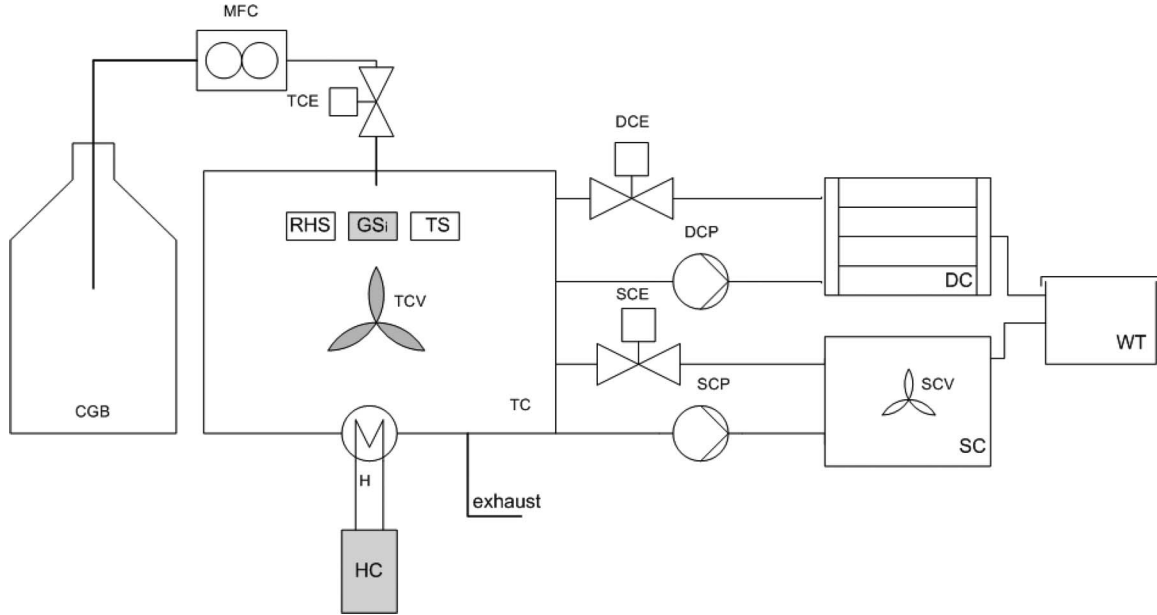 MFC
TCE
DCE
RHS
GSi
TS
DCP
DC
TCV
SCE
WT
SCP
SCV
CGB
TC
SC
H
exhaust
HC